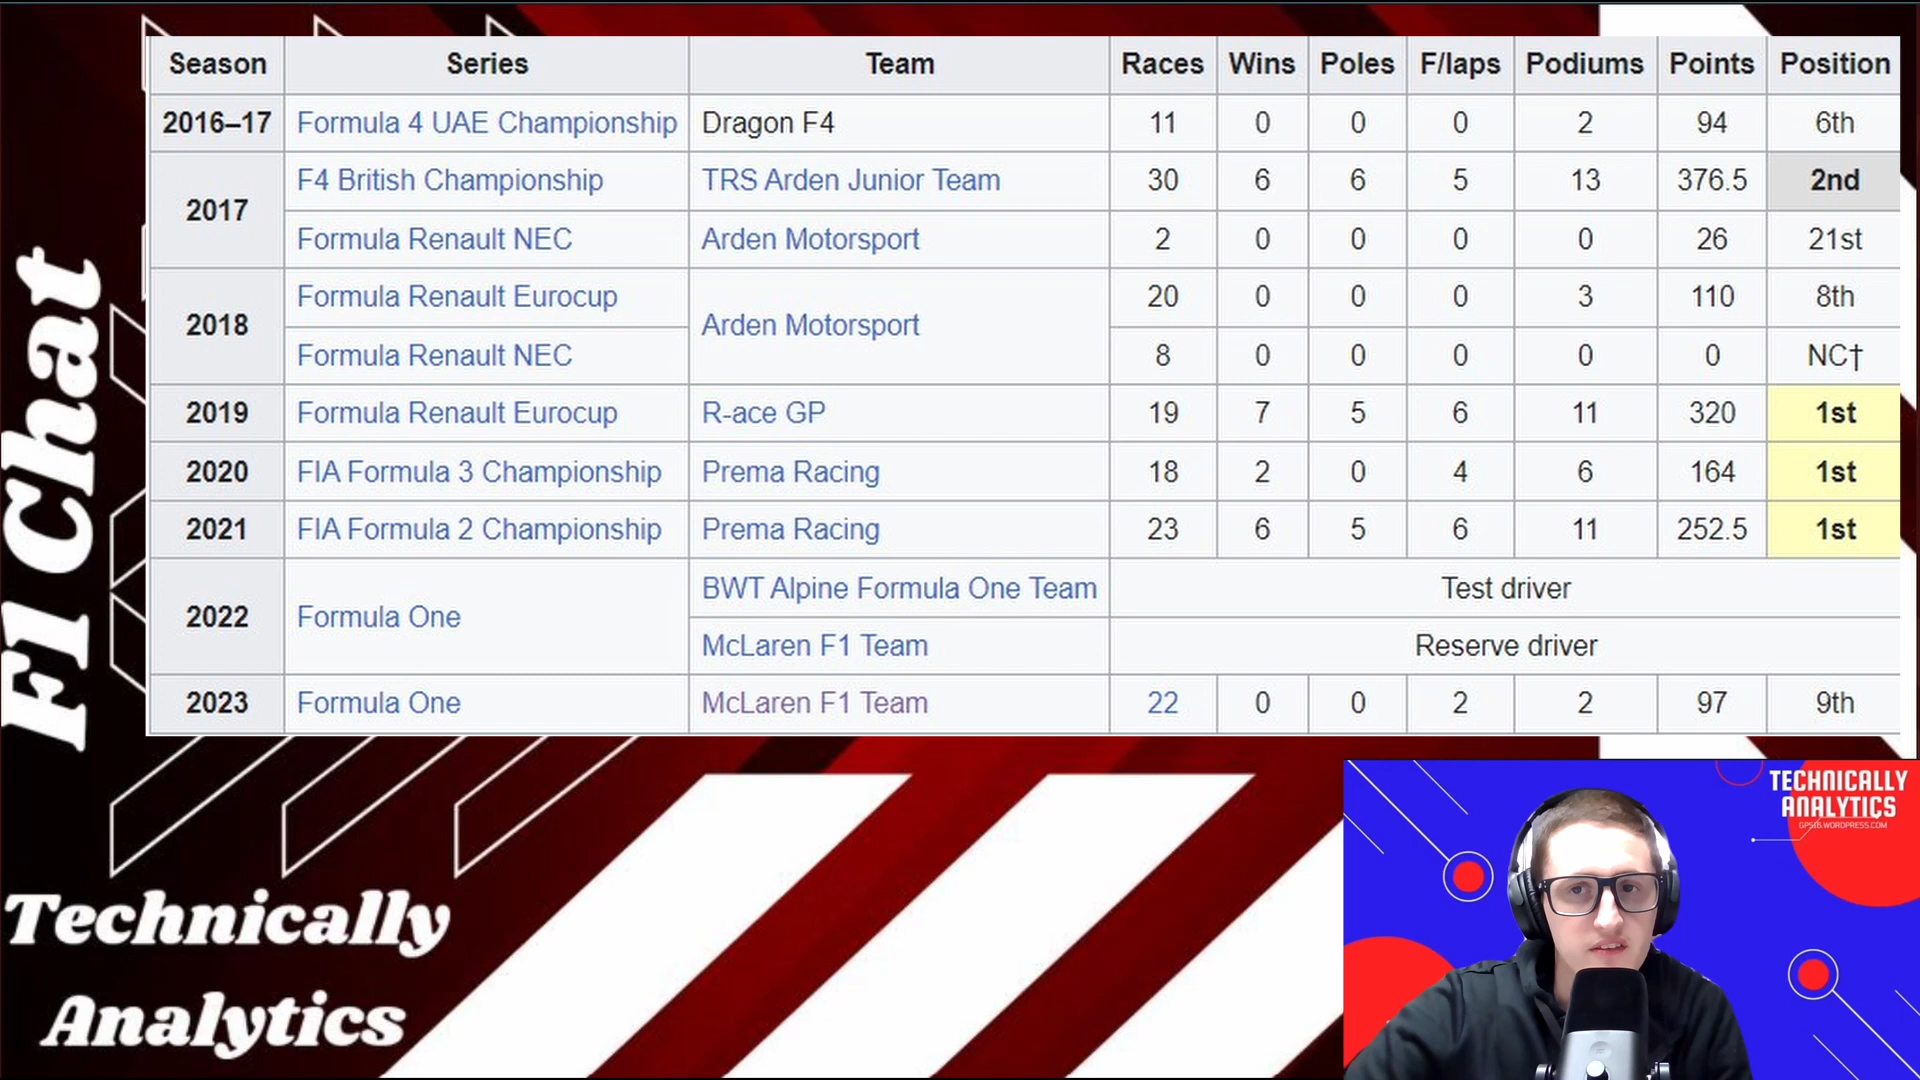 Season Series Team Races Wins Poles F/laps Podiums Points Position
2016–17 Formula 4 UAE Championship Dragon F4 11 0 0 0 2 94 6th
2017 F4 British Championship TRS Arden Junior Team 30 6 6 5 13 376.5 2nd
Formula Renault NEC Arden Motorsport 2 0 0 0 0 26 21st
2018 Formula Renault Eurocup Arden Motorsport 20 0 0 0 3 110 8th
Formula Renault NEC 8 0 0 0 0 0 NC†
2019 Formula Renault Eurocup R-ace GP 19 7 5 6 11 320 1st
2020 FIA Formula 3 Championship Prema Racing 18 2 0 4 6 164 1st
2021 FIA Formula 2 Championship Prema Racing 23 6 5 6 11 252.5 1st
2022 Formula One BWT Alpine Formula One Team Test driver
McLaren F1 Team Reserve driver
2023 Formula One McLaren F1 Team 22 0 0 2 2 97 9th
F1 Chat
Technically
Analytics
TECHNICALLY
ANALYTICS